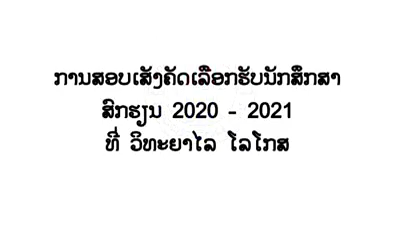 ການສອບເສັງຄັດເລືອກຮັບນັກສຶກສາ
ສົກຮຽນ 2020 - 2021
ທີ່ ວິທະຍາໄລ ໂລໂກສ